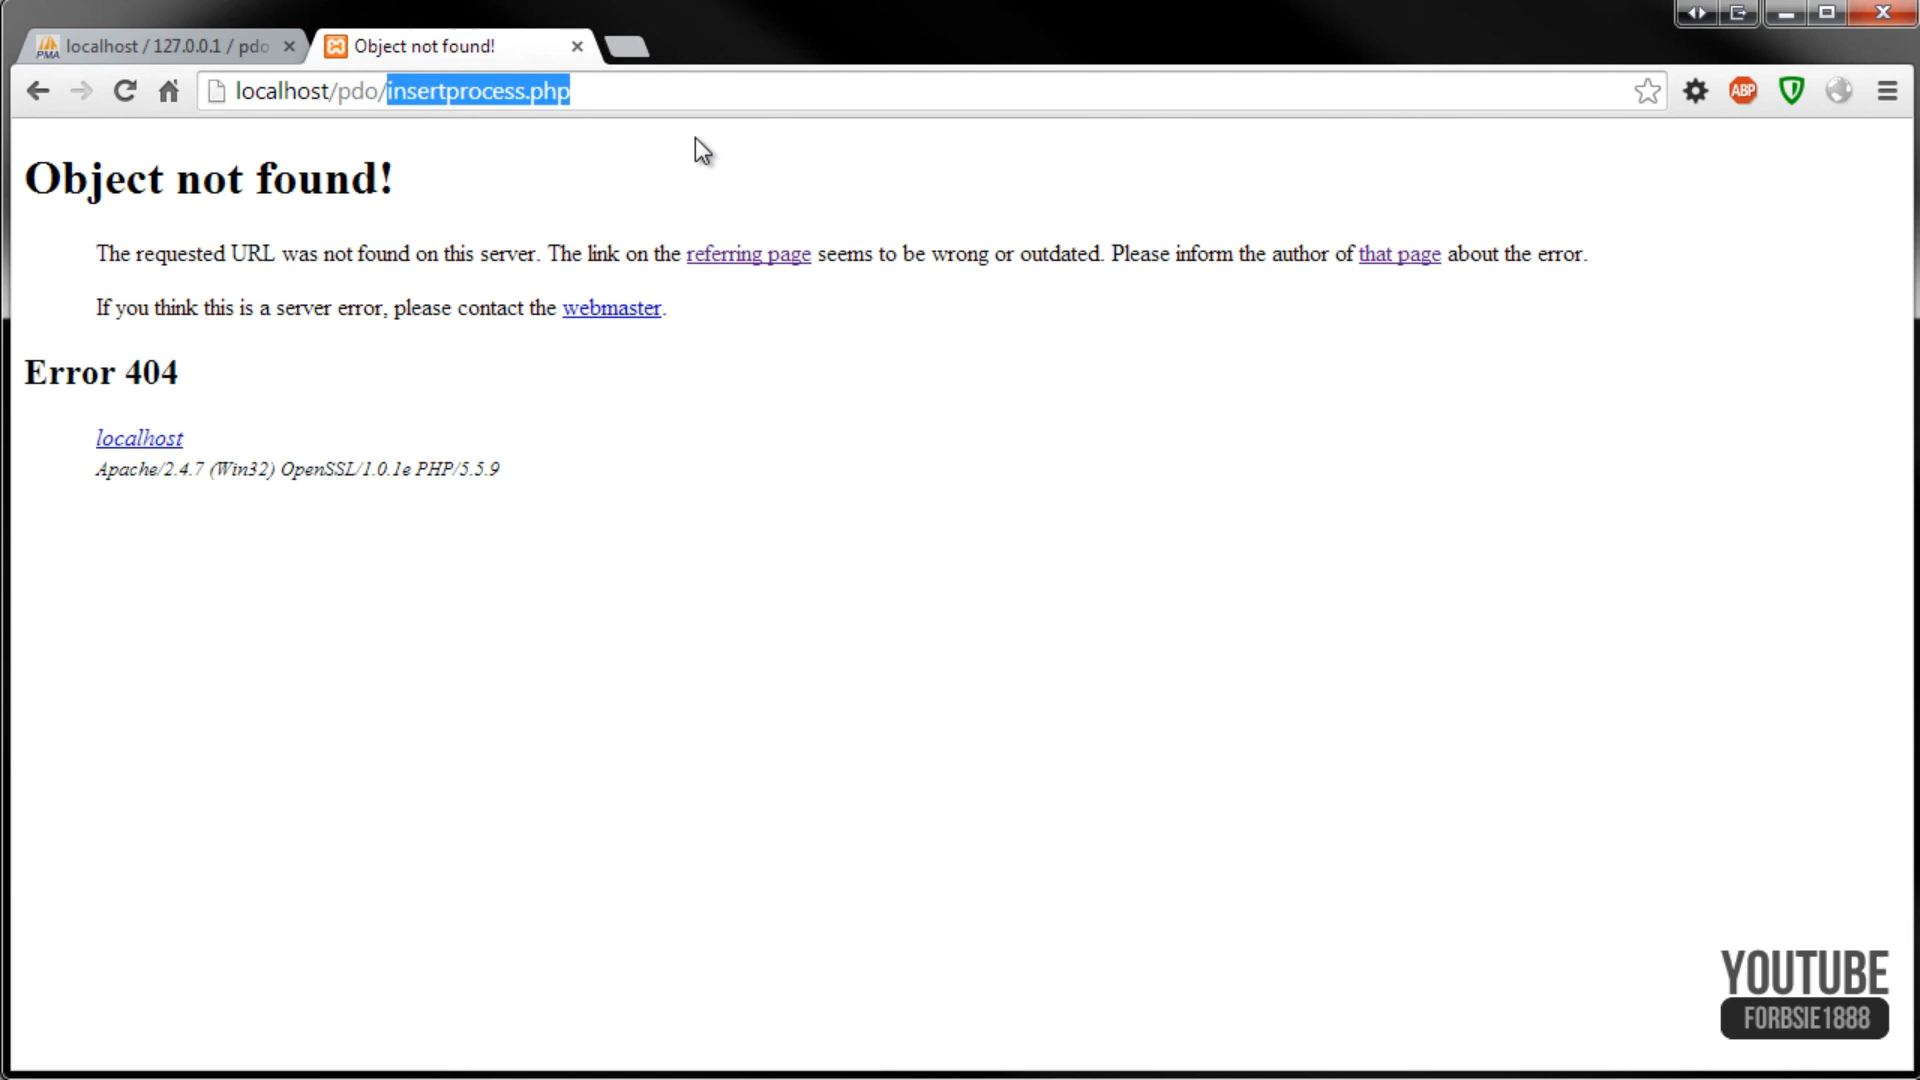 PMA
localhost / 127.0.0.1 / pdo
Object not found!
localhost/pdo/insertprocess.php
ABP
Object not found!
The requested URL was not found on this server. The link on the referring page seems to be wrong or outdated. Please inform the author of that page about the error.
If you think this is a server error, please contact the webmaster.
Error 404
localhost
Apache/2.4.7 (Win32) OpenSSL/1.0.1e PHP/5.5.9
YOUTUBE
FORBSIE1888